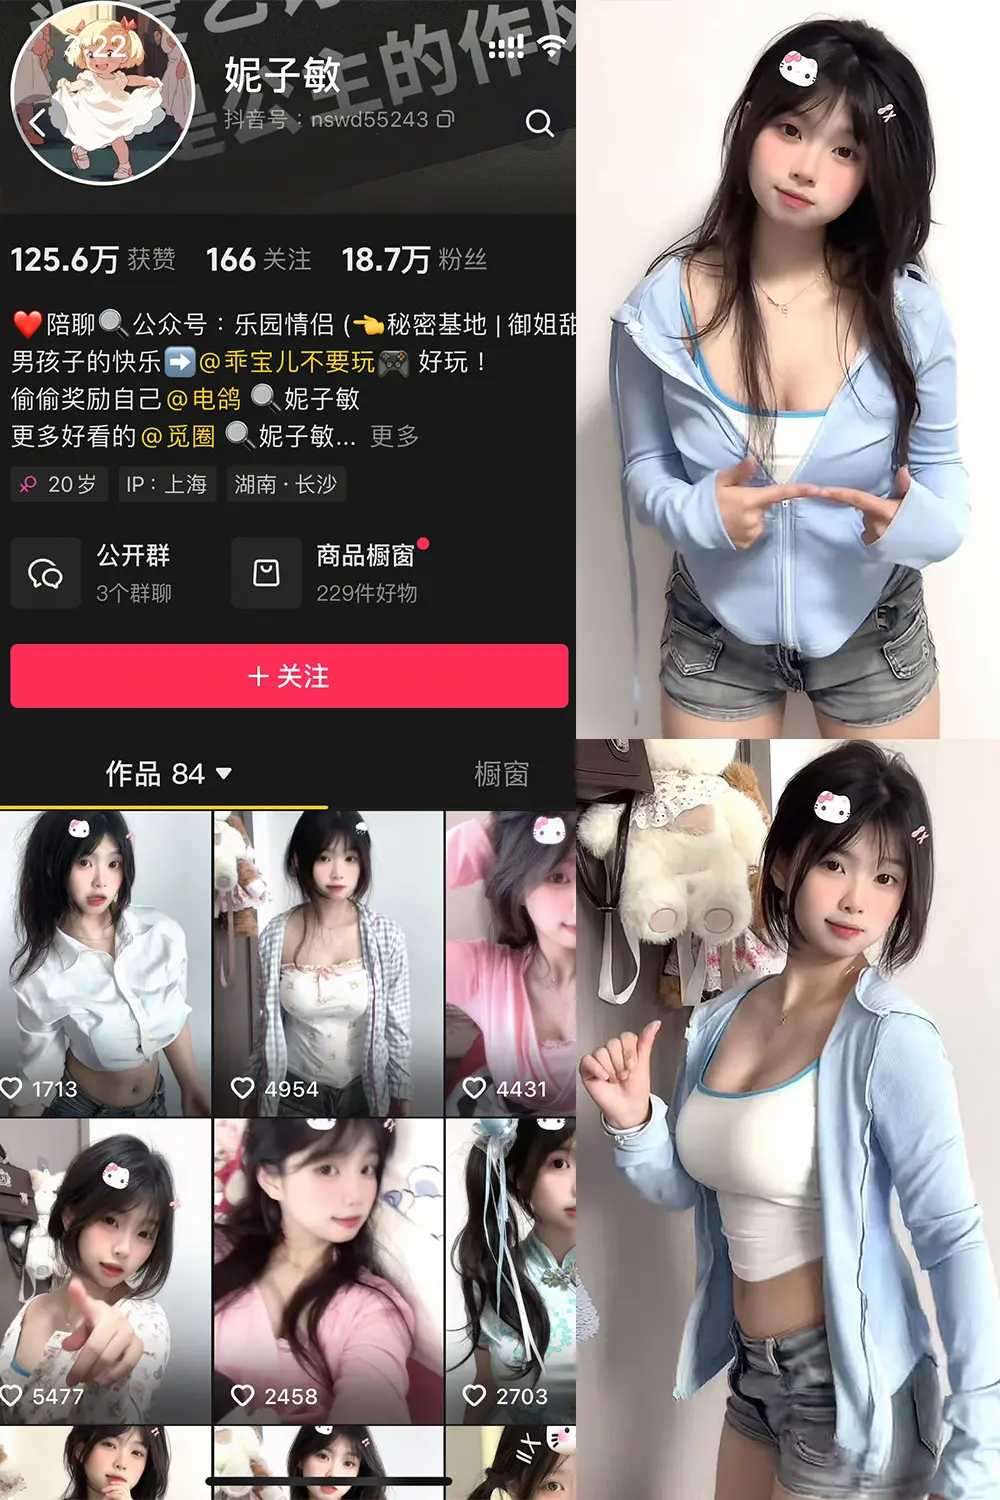 3:22
是公主的作
妮子敏
抖音号：nswd55243
125.6万 获赞 166 关注 18.7万 粉丝
❤️陪聊🔍公众号：乐园情侣 (👈秘密基地 | 御姐甜
男孩子的快乐➡️@乖宝儿不要玩🎮 好玩！
偷偷奖励自己@电鸽 🔍妮子敏
更多好看的@觅圈 🔍妮子敏... 更多
♀ 20岁 IP：上海 湖南·长沙
公开群
3个群聊
商品橱窗
229件好物
+ 关注
作品 84 ▼ 橱窗
1713 4954 4431
5477 2458 2703